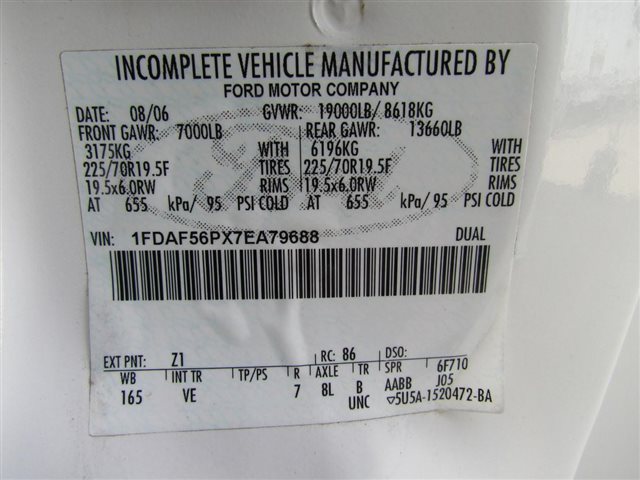 INCOMPLETE VEHICLE MANUFACTURED BY
FORD MOTOR COMPANY
DATE: 08/06 GVWR: 19000LB/ 8618KG
FRONT GAWR: 7000LB REAR GAWR: 13660LB
3175KG WITH 6196KG WITH
225/70R19.5F TIRES 225/70R19.5F TIRES
19.5x6.0RW RIMS 19.5x6.0RW RIMS
AT 655 kPa/ 95 PSI COLD AT 655 kPa/ 95 PSI COLD
VIN: 1FDAF56PX7EA79688 DUAL
EXT PNT: Z1 RC: 86 DSO:
WB INT TR TP/PS R AXLE TR SPR 6F710
165 VE 7 8L B AABB J05
UNC ▽5U5A-1520472-BA